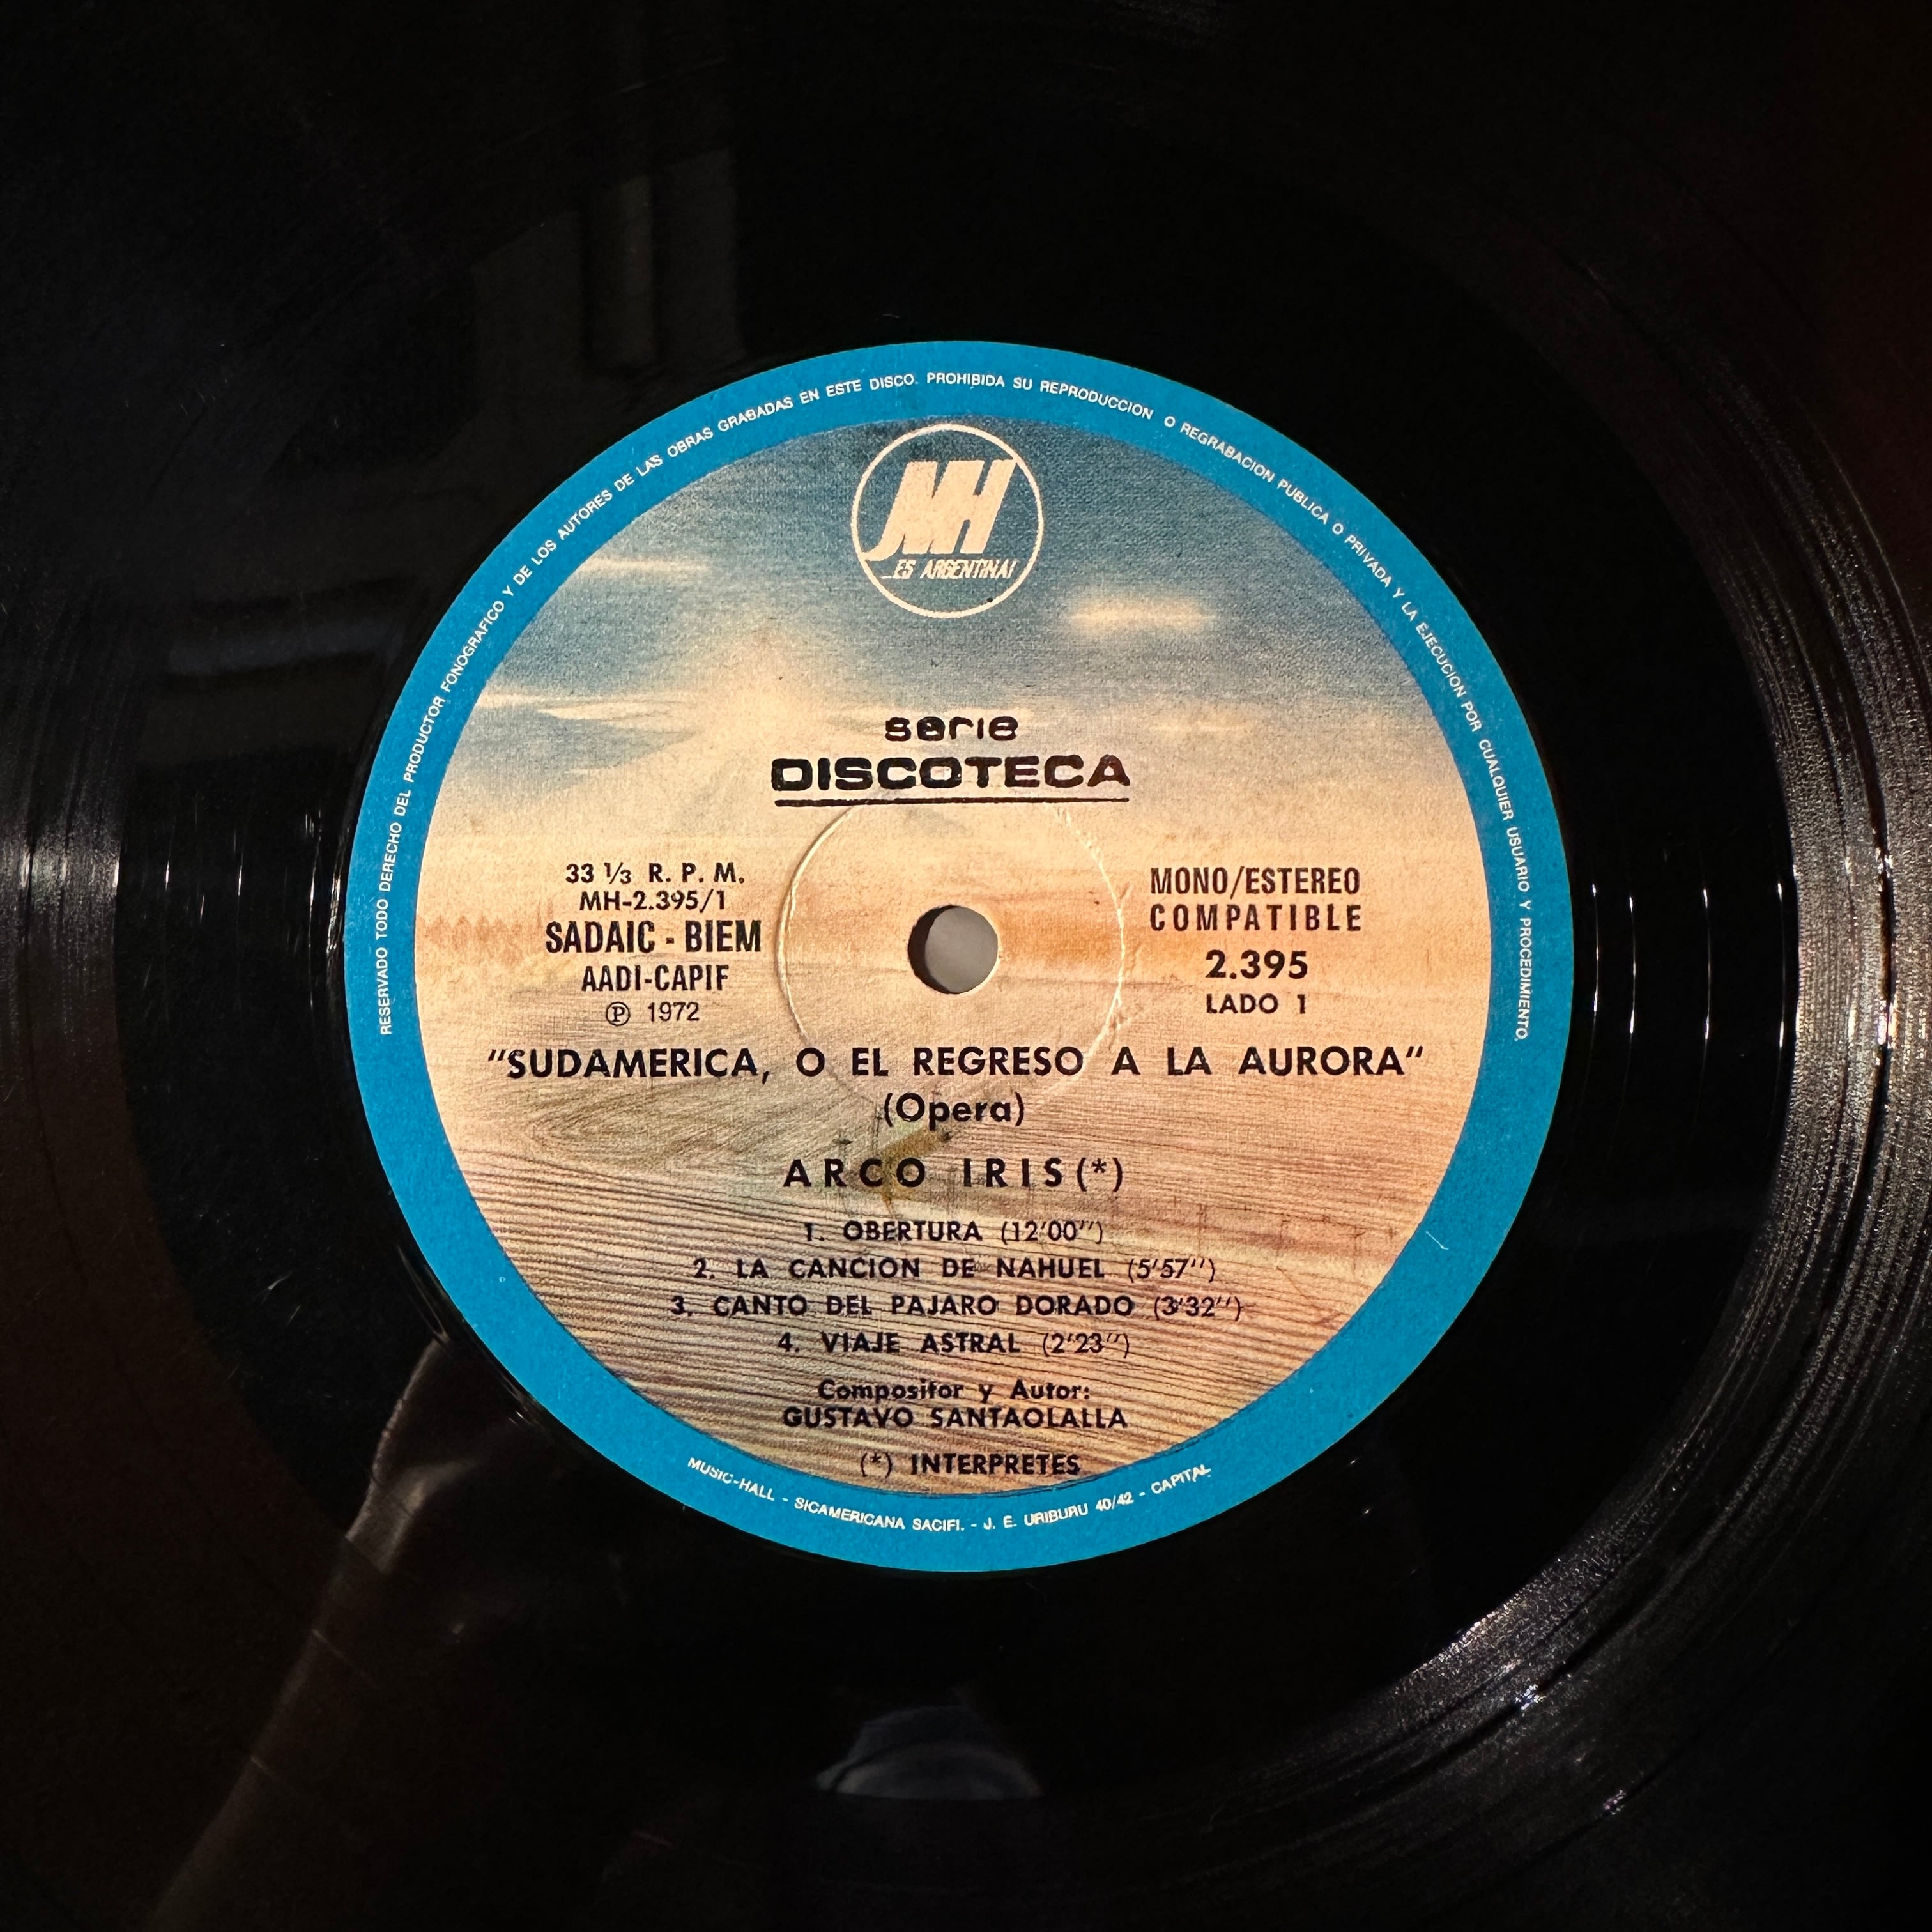 RESERVADO TODO DERECHO DEL PRODUCTOR FONOGRAFICO Y DE LOS AUTORES DE LAS OBRAS GRABADAS EN ESTE DISCO. PROHIBIDA SU REPRODUCCION O REGRABACION PUBLICA O PRIVADA Y LA EJECUCION POR CUALQUIER USUARIO Y PROCEDIMIENTO.
MH
...ES ARGENTINA!
serie
DISCOTECA
33 1/3 R. P. M.
MH-2.395/1
SADAIC - BIEM
AADI-CAPIF
Ⓟ 1972
MONO/ESTEREO
COMPATIBLE
2.395
LADO 1
"SUDAMERICA, O EL REGRESO A LA AURORA"
(Opera)
ARCO IRIS(*)
1. OBERTURA (12'00'')
2. LA CANCION DE NAHUEL (5'57'')
3. CANTO DEL PAJARO DORADO (3'32'')
4. VIAJE ASTRAL (2'23'')
Compositor y Autor:
GUSTAVO SANTAOLALLA
(*) INTERPRETES
MUSIC-HALL - SICAMERICANA SACIFI. - J. E. URIBURU 40/42 - CAPITAL